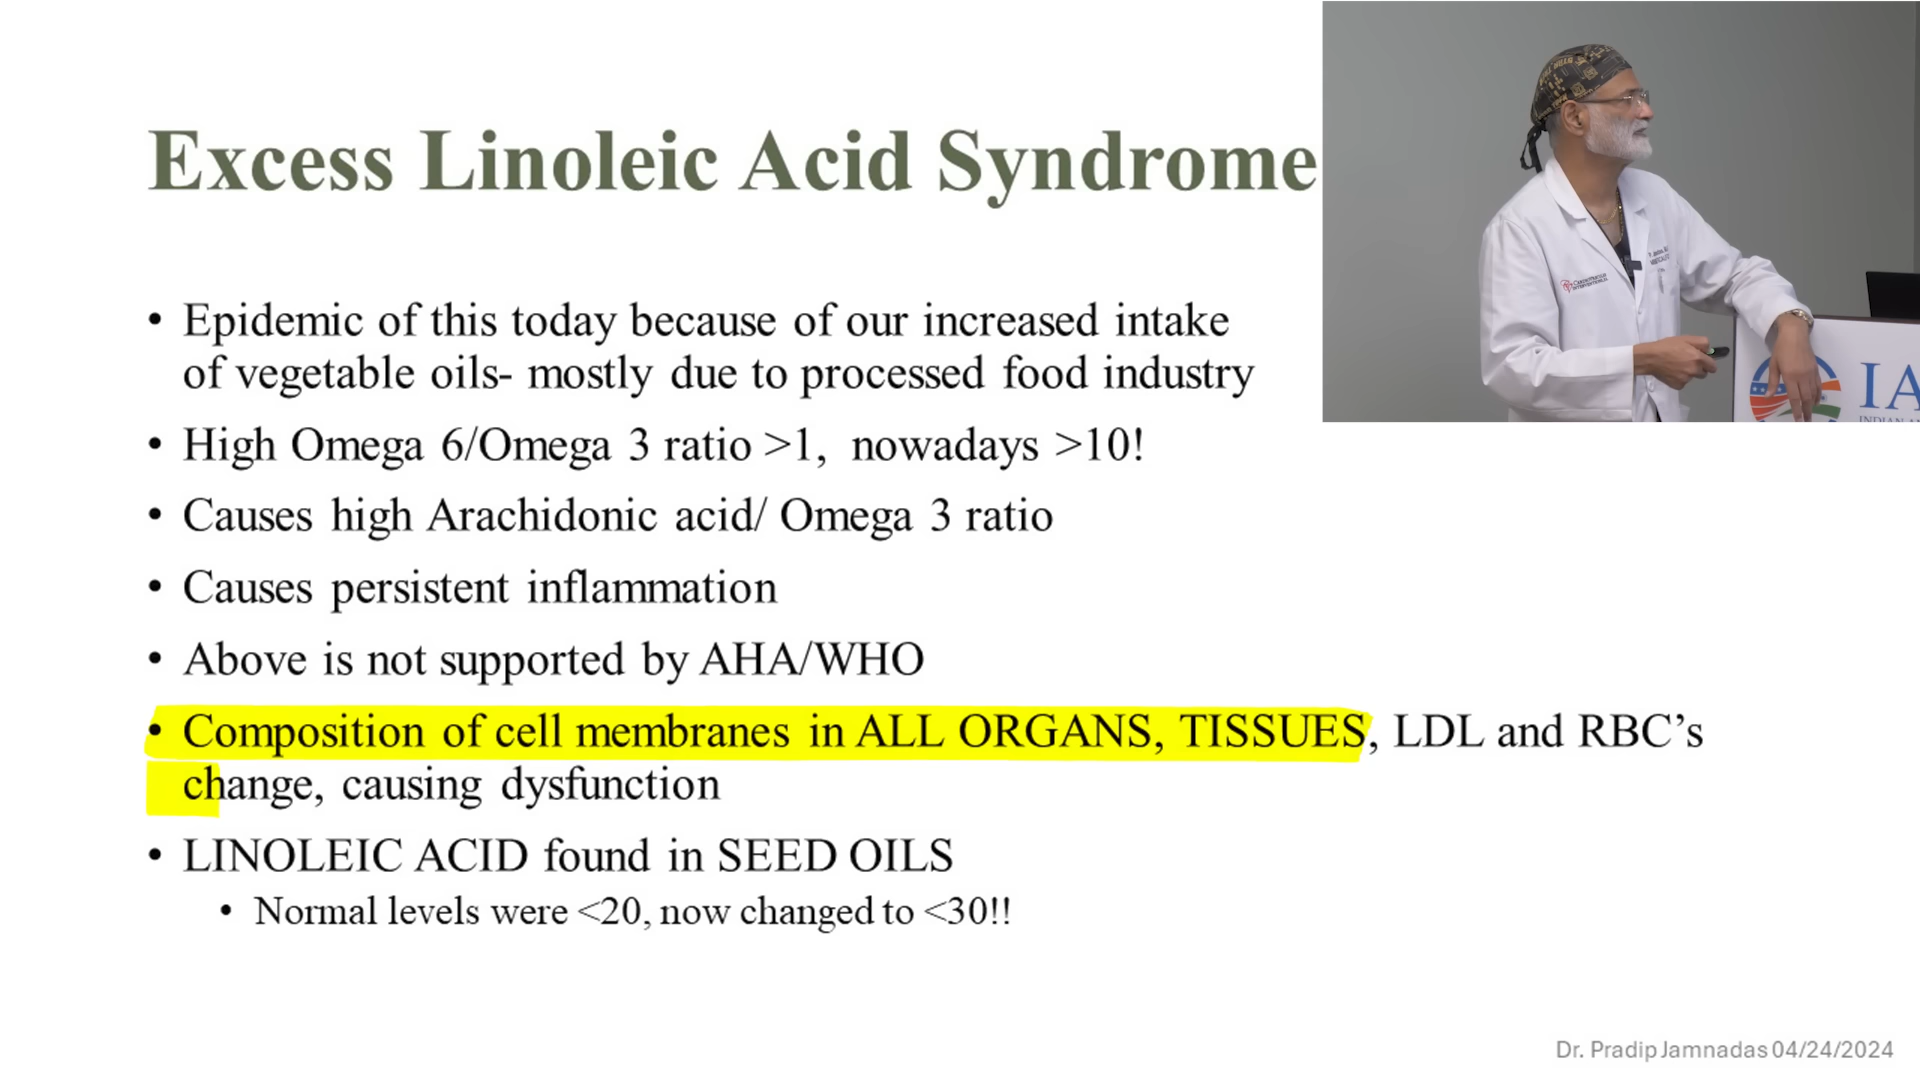 Excess Linoleic Acid Syndrome
• Epidemic of this today because of our increased intake
of vegetable oils- mostly due to processed food industry
• High Omega 6/Omega 3 ratio >1, nowadays >10!
• Causes high Arachidonic acid/ Omega 3 ratio
• Causes persistent inflammation
• Above is not supported by AHA/WHO
• Composition of cell membranes in ALL ORGANS, TISSUES, LDL and RBC’s
change, causing dysfunction
• LINOLEIC ACID found in SEED OILS
• Normal levels were <20, now changed to <30!!
IA
Dr. Pradip Jamnadas 04/24/2024